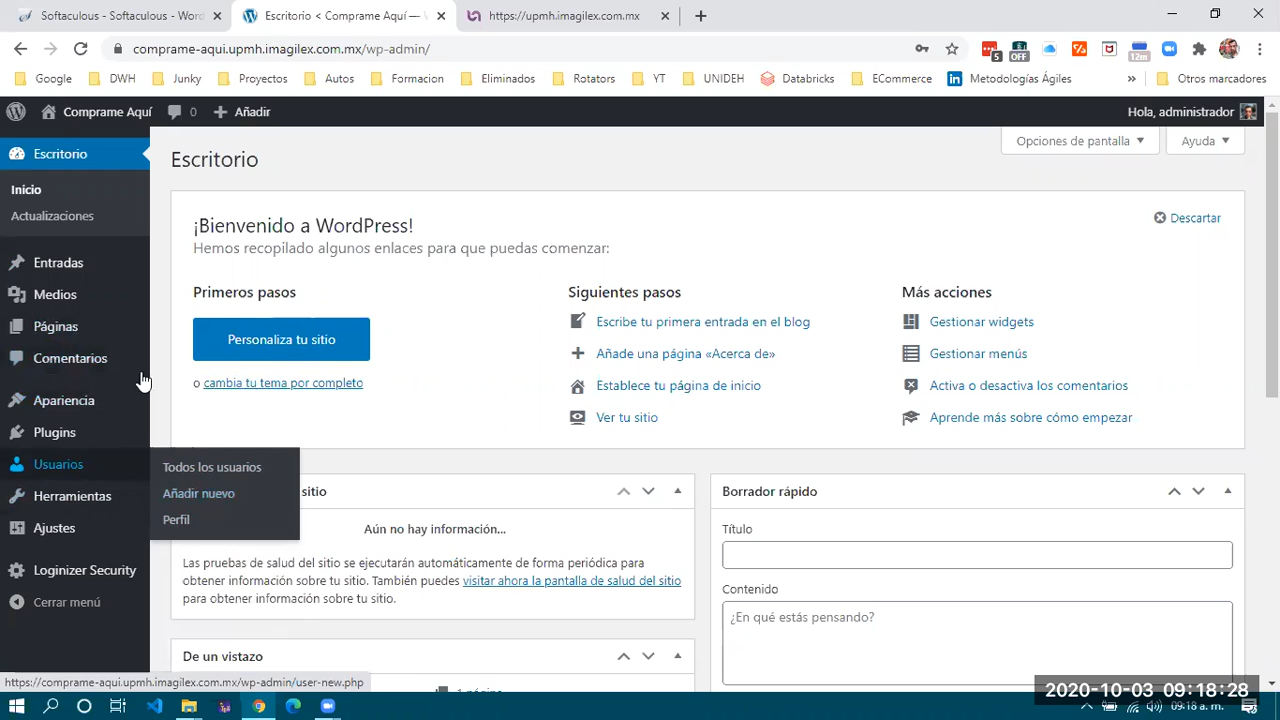 Softaculous - Softaculous - Wor
Escritorio < Comprame Aquí — W
https://upmh.imagilex.com.mx
comprame-aqui.upmh.imagilex.com.mx/wp-admin/
5
OFF
12m
Google
DWH
Junky
Proyectos
Autos
Formacion
Eliminados
Rotators
YT
UNIDEH
Databricks
ECommerce
Metodologías Ágiles
»
Otros marcadores
Comprame Aquí
0
Añadir
Hola, administrador
Escritorio
Inicio
Actualizaciones
Entradas
Medios
Páginas
Comentarios
Apariencia
Plugins
Usuarios
Herramientas
Ajustes
Loginizer Security
Cerrar menú
Todos los usuarios
Añadir nuevo
Perfil
Opciones de pantalla
Ayuda
Escritorio
¡Bienvenido a WordPress!
Descartar
Hemos recopilado algunos enlaces para que puedas comenzar:
Primeros pasos
Personaliza tu sitio
o cambia tu tema por completo
Siguientes pasos
Escribe tu primera entrada en el blog
Añade una página «Acerca de»
Establece tu página de inicio
Ver tu sitio
Más acciones
Gestionar widgets
Gestionar menús
Activa o desactiva los comentarios
Aprende más sobre cómo empezar
sitio
Aún no hay información...
Las pruebas de salud del sitio se ejecutarán automáticamente de forma periódica para
obtener información sobre tu sitio. También puedes visitar ahora la pantalla de salud del sitio
para obtener información sobre tu sitio.
De un vistazo
1 página
Borrador rápido
Título
Contenido
¿En qué estás pensando?
https://comprame-aqui.upmh.imagilex.com.mx/wp-admin/user-new.php
2020-10-03 09:18:28
09:18 a. m.